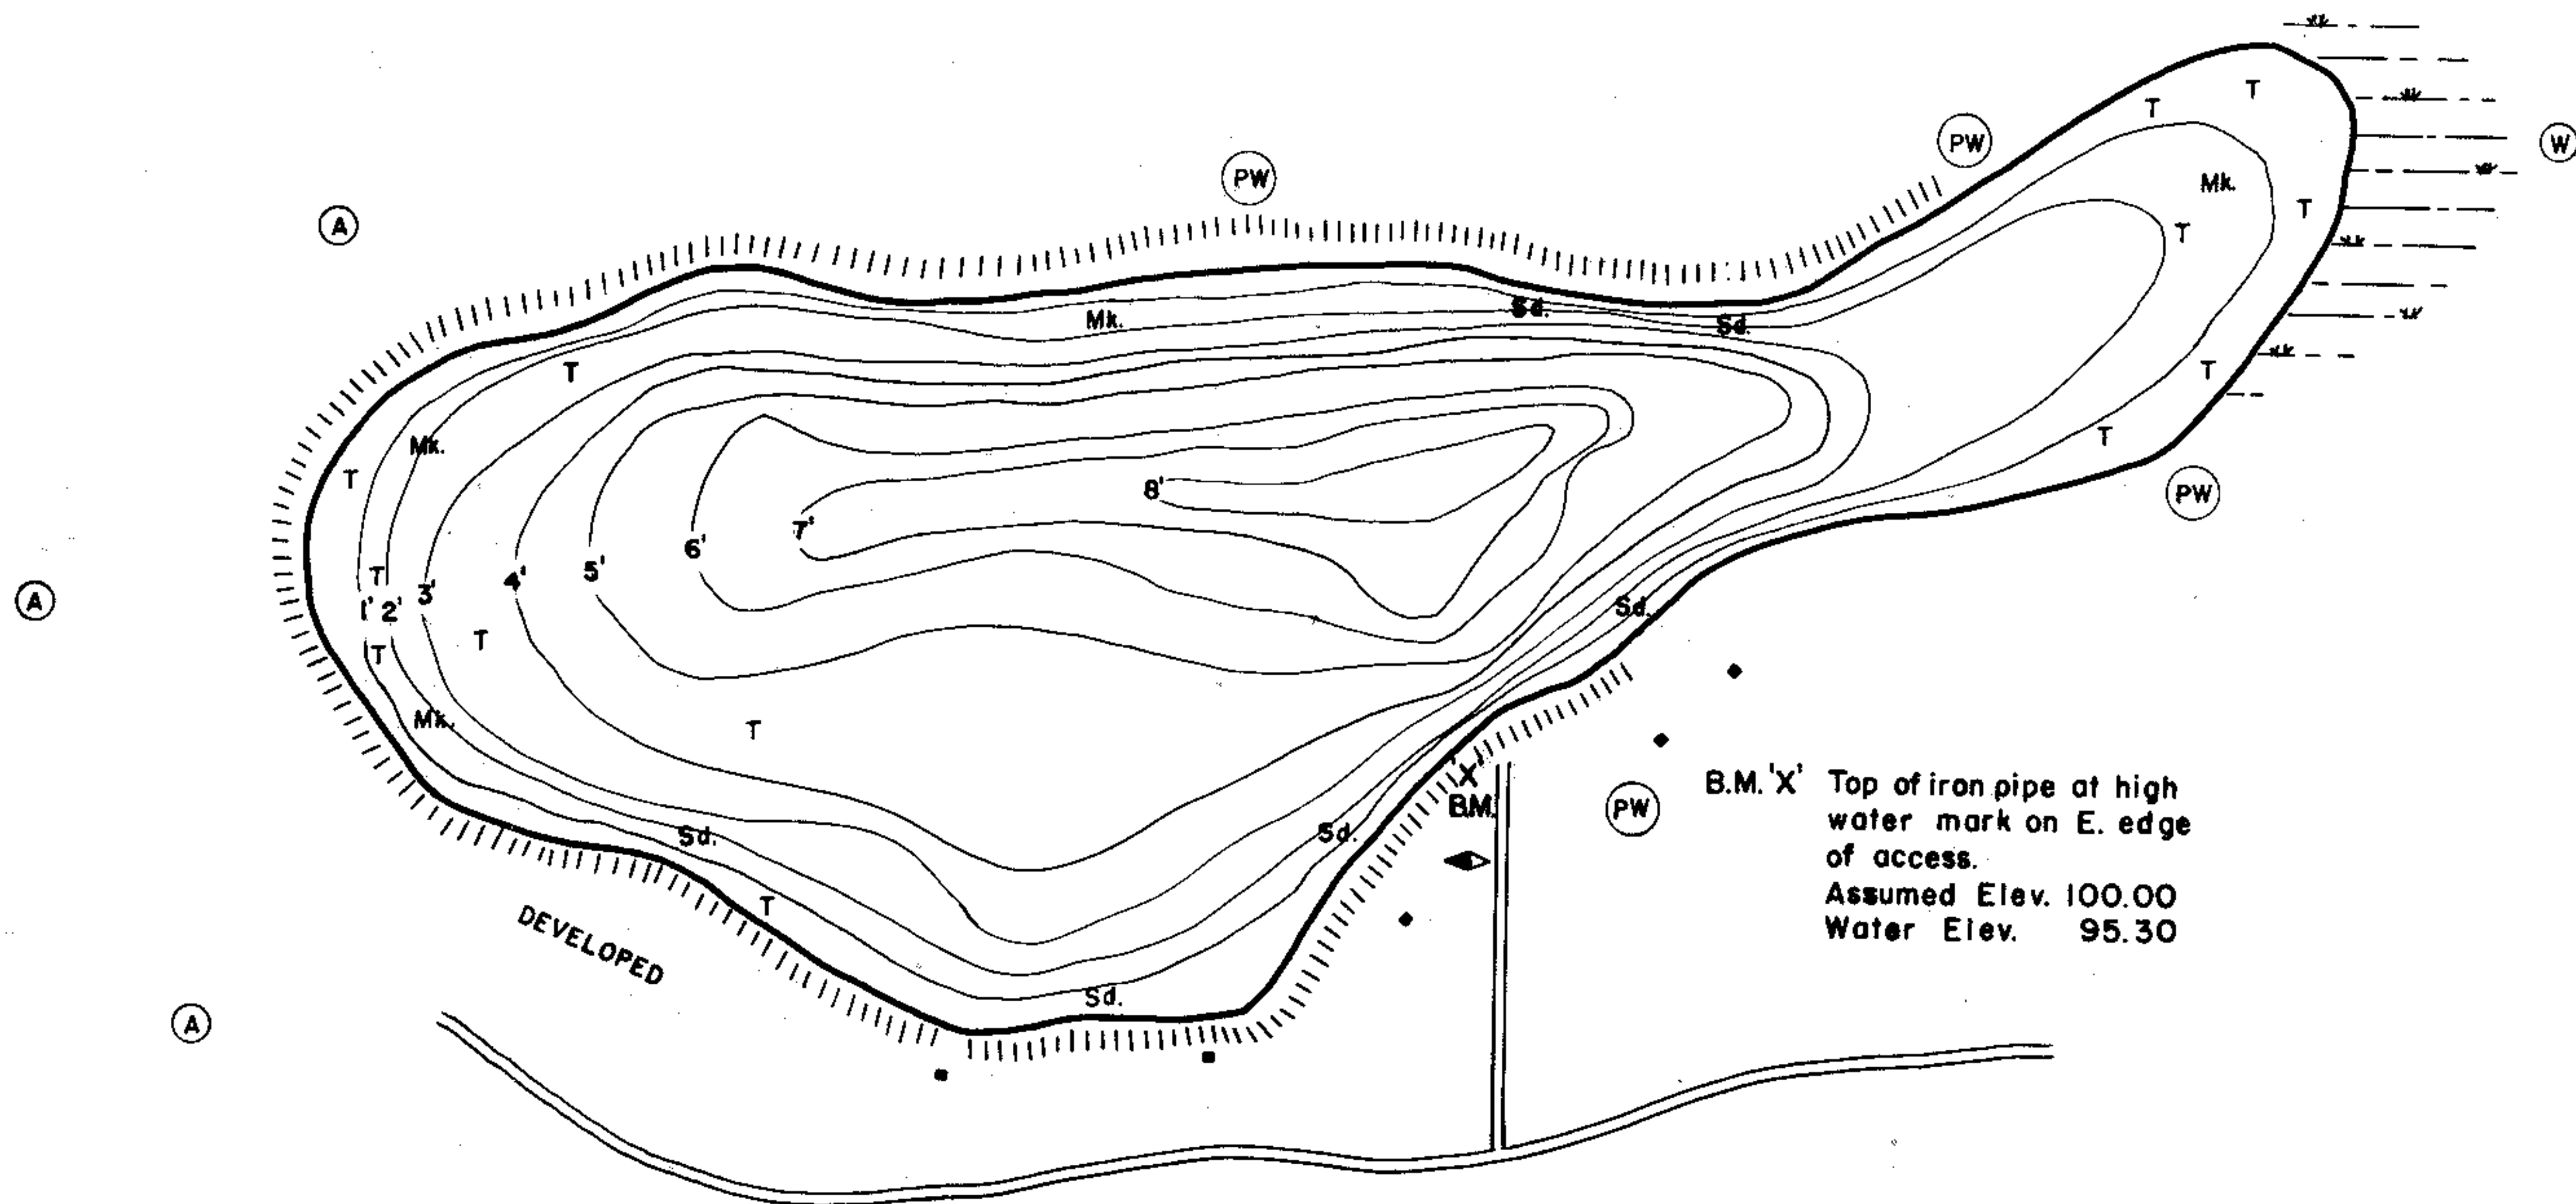 T
T
PW
W
PW
Mk.
A
T
T
Sd.
Mk.
Sd.
T
T
Mk.
T
T
8'
PW
7'
6'
5'
T
4'
3'
A
1' 2'
Sd.
T
T
Mk.
T
'X'
B.M.
PW
B.M. 'X' Top of iron pipe at high
water mark on E. edge
of access.
Assumed Elev. 100.00
Water Elev. 95.30
Sd.
Sd.
T
DEVELOPED
Sd.
A